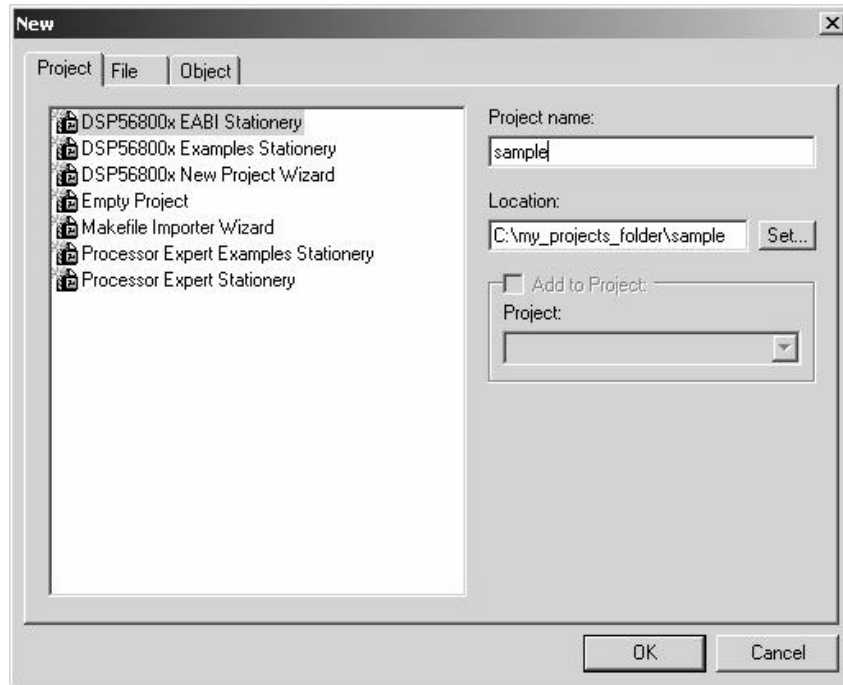 New
Project
File
Object
DSP56800x EABI Stationery
DSP56800x Examples Stationery
DSP56800x New Project Wizard
Empty Project
Makefile Importer Wizard
Processor Expert Examples Stationery
Processor Expert Stationery
Project name:
sample
Location:
C:\my_projects_folder\sample
Set...
Add to Project:
Project:
OK
Cancel